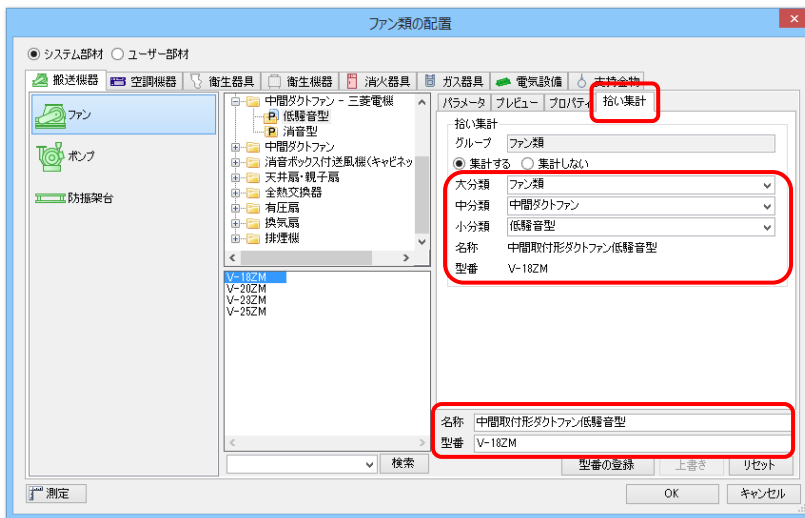 ファン類の配置
システム部材 ユーザー部材
搬送機器 空調機器 衛生器具 衛生機器 消火器具 ガス器具 電気設備 支持金物
ファン
ポンプ
防振架台
中間ダクトファン - 三菱電機
低騒音型
消音型
中間ダクトファン
消音ボックス付送風機(キャビネッ
天井扇・親子扇
全熱交換器
有圧扇
換気扇
排煙機
V-18ZM
V-20ZM
V-23ZM
V-25ZM
検索
パラメータ プレビュー プロパティ 拾い集計
拾い集計
グループ ファン類
集計する 集計しない
大分類 ファン類
中分類 中間ダクトファン
小分類 低騒音型
名称 中間取付形ダクトファン低騒音型
型番 V-18ZM
名称 中間取付形ダクトファン低騒音型
型番 V-18ZM
型番の登録 上書き リセット
測定 OK キャンセル